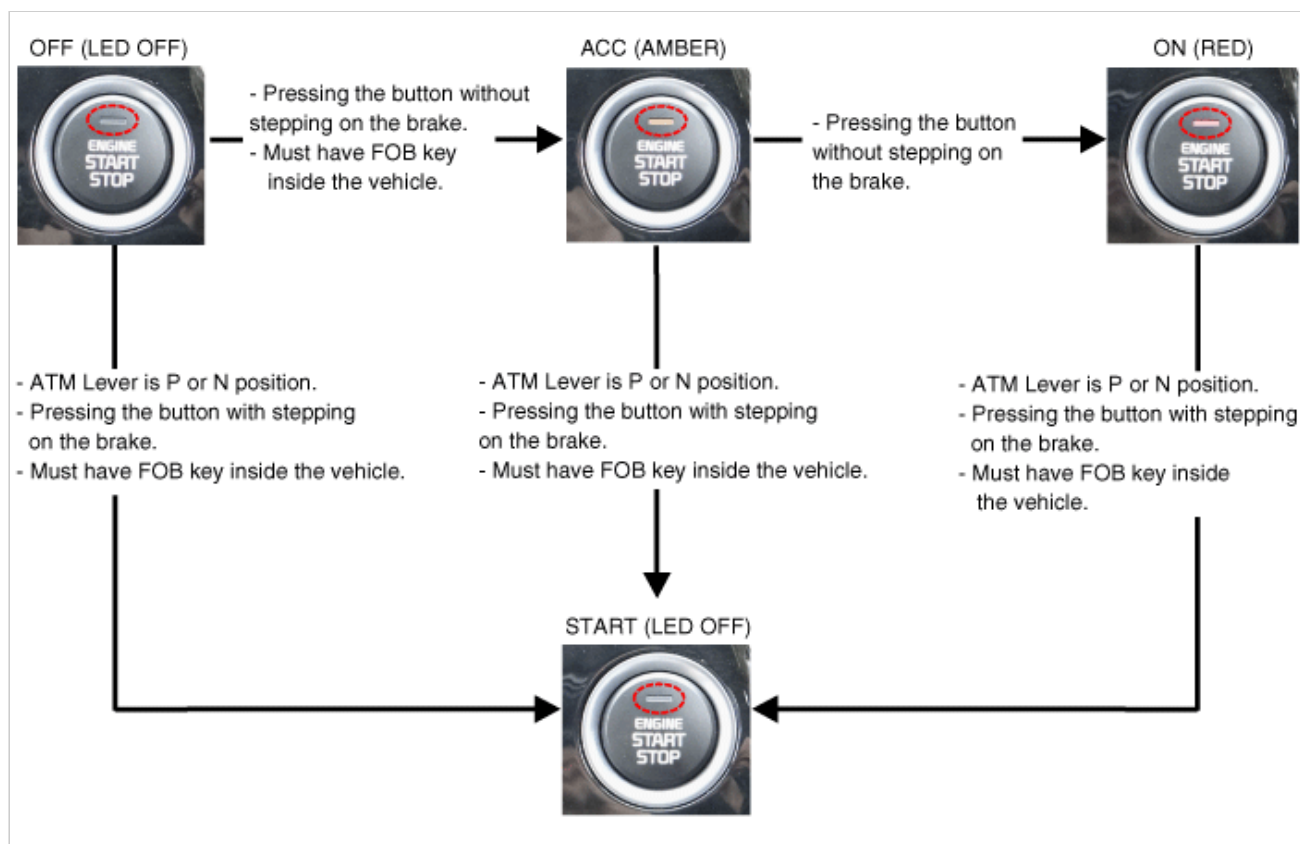 OFF (LED OFF)
ACC (AMBER)
ON (RED)
ENGINE
START
STOP
- Pressing the button without
stepping on the brake.
- Must have FOB key
inside the vehicle.
ENGINE
START
STOP
- Pressing the button
without stepping on
the brake.
ENGINE
START
STOP
- ATM Lever is P or N position.
- Pressing the button with stepping
on the brake.
- Must have FOB key inside the vehicle.
- ATM Lever is P or N position.
- Pressing the button with stepping
on the brake.
- Must have FOB key inside the vehicle.
- ATM Lever is P or N position.
- Pressing the button with stepping
on the brake.
- Must have FOB key inside
the vehicle.
START (LED OFF)
ENGINE
START
STOP